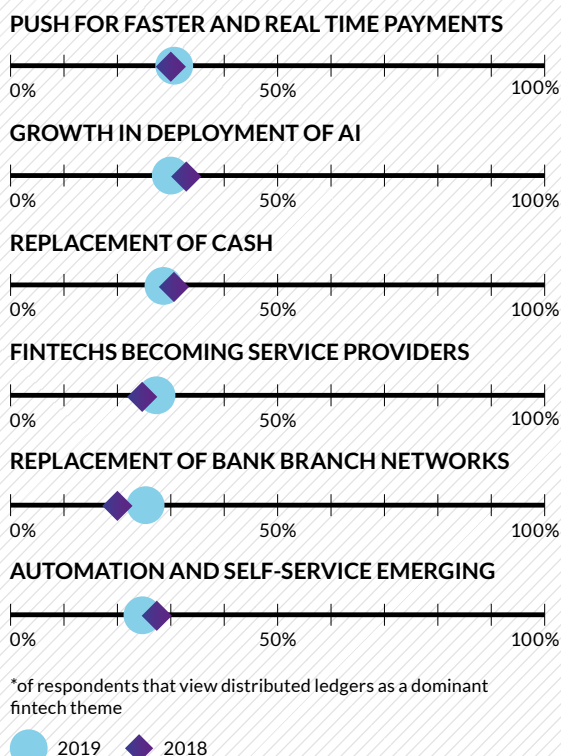 PUSH FOR FASTER AND REAL TIME PAYMENTS
0% 50% 100%
GROWTH IN DEPLOYMENT OF AI
0% 50% 100%
REPLACEMENT OF CASH
0% 50% 100%
FINTECHS BECOMING SERVICE PROVIDERS
0% 50% 100%
REPLACEMENT OF BANK BRANCH NETWORKS
0% 50% 100%
AUTOMATION AND SELF-SERVICE EMERGING
0% 50% 100%
*of respondents that view distributed ledgers as a dominant
fintech theme
2019 2018